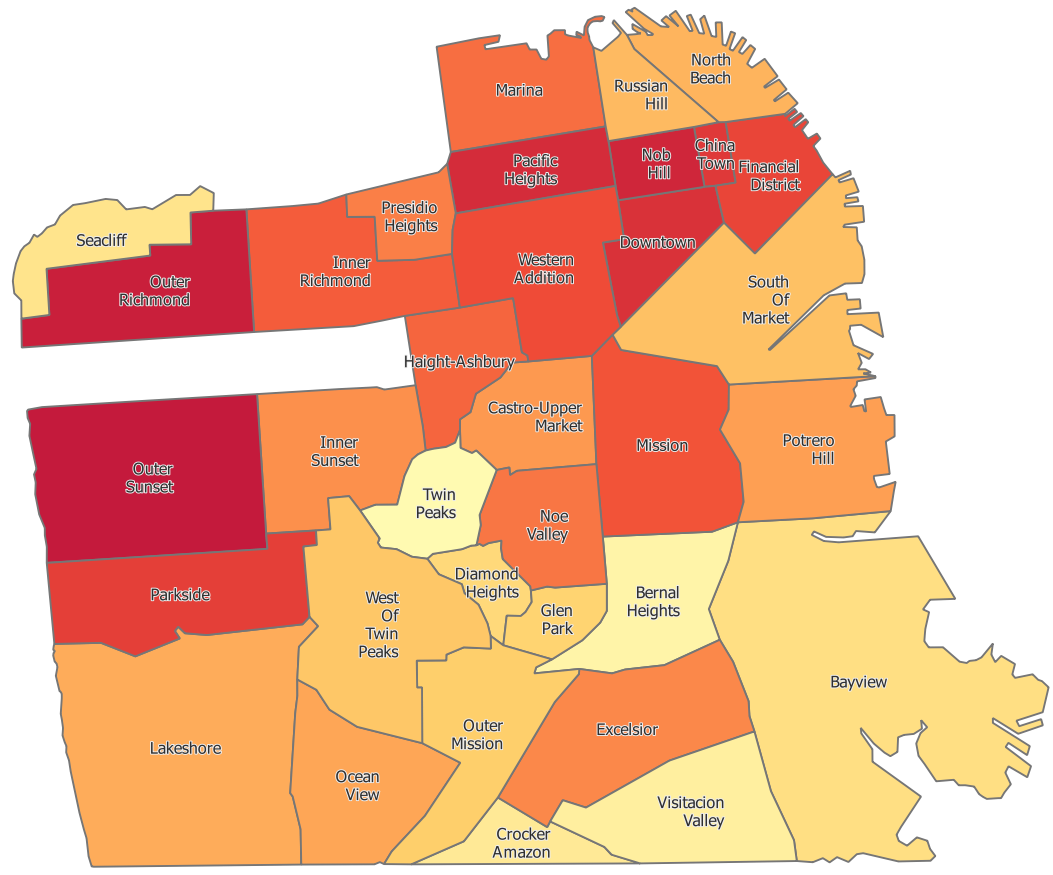 North
Beach
Marina
Russian
Hill
China
Town
Pacific
Heights
Nob
Hill
Financial
District
Presidio
Heights
Seacliff
Downtown
Inner
Richmond
Western
Addition
Outer
Richmond
South
Of
Market
Haight-Ashbury
Castro-Upper
Market
Mission
Potrero
Hill
Inner
Sunset
Outer
Sunset
Twin
Peaks
Noe
Valley
Diamond
Heights
Parkside
West
Of
Twin
Peaks
Glen
Park
Bernal
Heights
Bayview
Outer
Mission
Excelsior
Lakeshore
Ocean
View
Visitacion
Valley
Crocker
Amazon